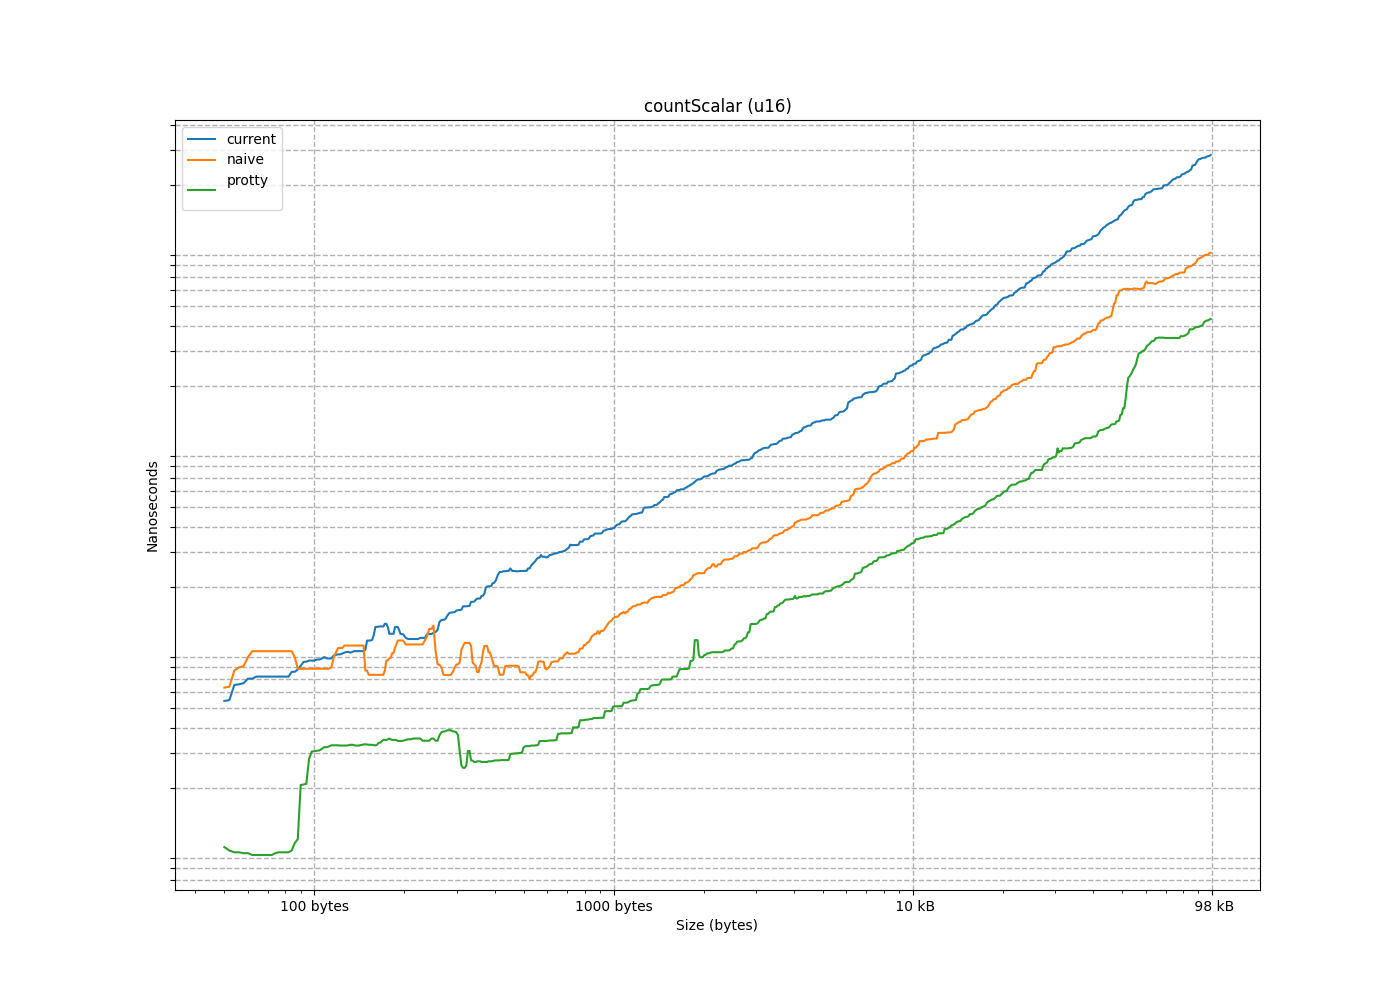 countScalar (u16)
current
naive
protty
Nanoseconds
100 bytes
1000 bytes
10 kB
98 kB
Size (bytes)